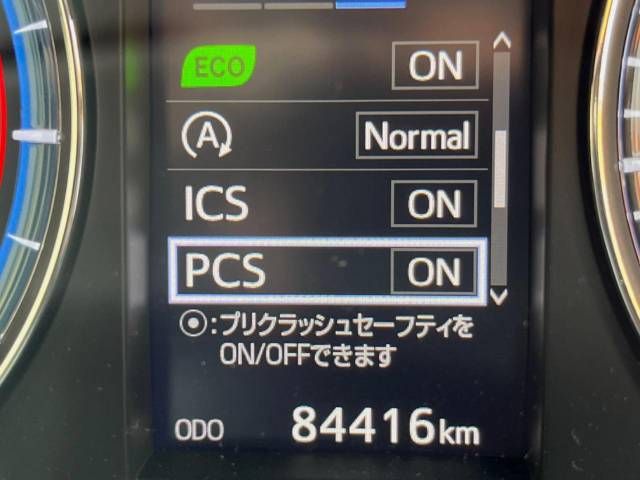 ECO ON
A Normal
ICS ON
PCS ON
⦿:プリクラッシュセーフティを
ON/OFFできます
ODO 84416km